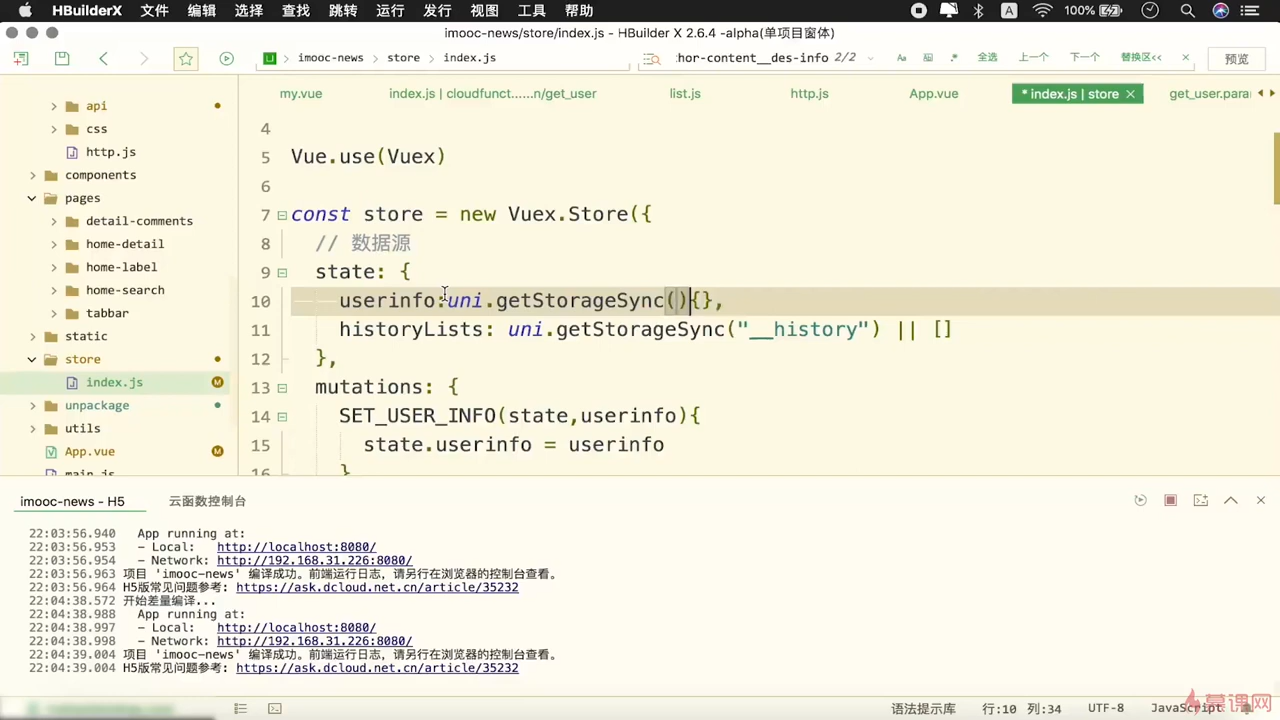 HBuilderX 文件 编辑 选择 查找 跳转 运行 发行 视图 工具 帮助 A 100%
imooc-news/store/index.js - HBuilder X 2.6.4 -alpha(单项目窗体)
imooc-news store index.js :hor-content__des-info 2/2 Aa .* 全选 上一个 下一个 替换区<< 预览
my.vue index.js | cloudfunct......n/get_user list.js http.js App.vue * index.js | store get_user.para
api
css
http.js
components
pages
detail-comments
home-detail
home-label
home-search
tabbar
static
store
index.js M
unpackage
utils
App.vue M
main.js
4
5 Vue.use(Vuex)
6
7 const store = new Vuex.Store({
8 // 数据源
9 state: {
10 userinfo:uni.getStorageSync(){},
11 historyLists: uni.getStorageSync("__history") || []
12 },
13 mutations: {
14 SET_USER_INFO(state,userinfo){
15 state.userinfo = userinfo
16 }
imooc-news - H5 云函数控制台
22:03:56.940 App running at:
22:03:56.953 - Local: http://localhost:8080/
22:03:56.954 - Network: http://192.168.31.226:8080/
22:03:56.963 项目 'imooc-news' 编译成功。前端运行日志，请另行在浏览器的控制台查看。
22:03:56.964 H5版常见问题参考: https://ask.dcloud.net.cn/article/35232
22:04:38.572 开始差量编译...
22:04:38.988 App running at:
22:04:38.997 - Local: http://localhost:8080/
22:04:38.998 - Network: http://192.168.31.226:8080/
22:04:39.004 项目 'imooc-news' 编译成功。前端运行日志，请另行在浏览器的控制台查看。
22:04:39.004 H5版常见问题参考: https://ask.dcloud.net.cn/article/35232
语法提示库 行:10 列:34 UTF-8 JavaScript
慕课网